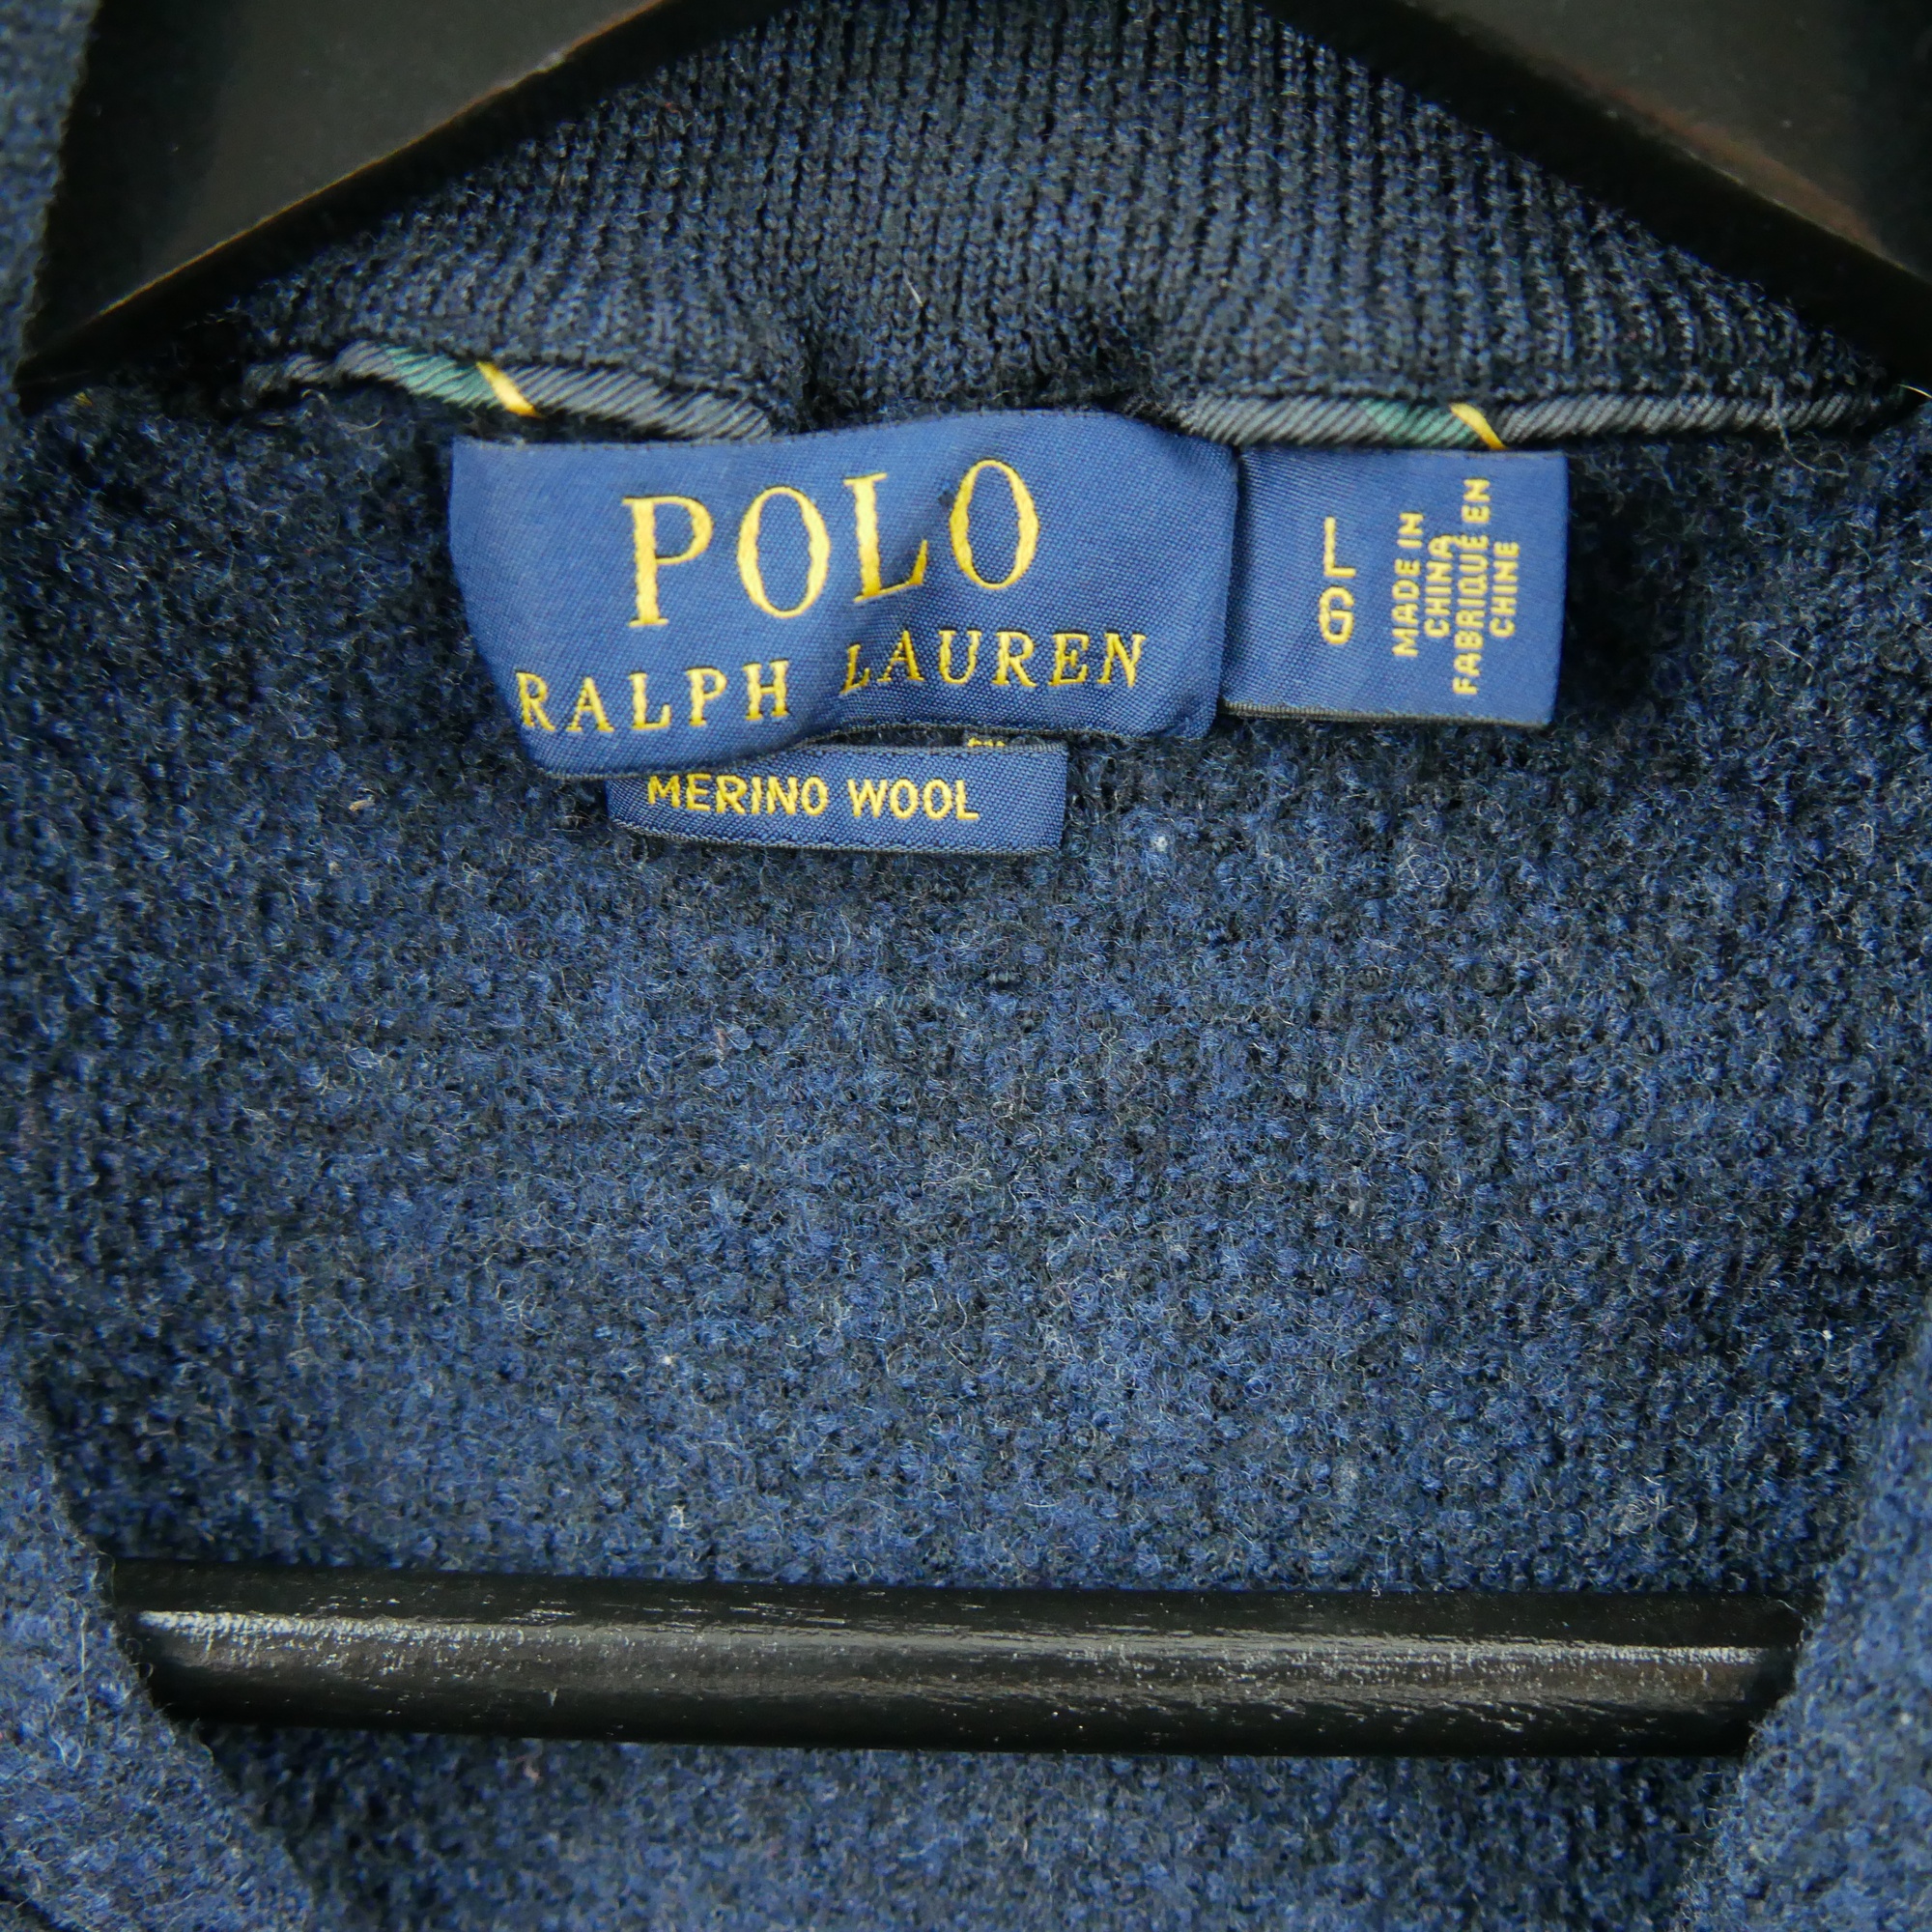 POLO
RALPH LAUREN
MERINO WOOL
L
G
MADE IN
CHINA
FABRIQUÉ EN
CHINE